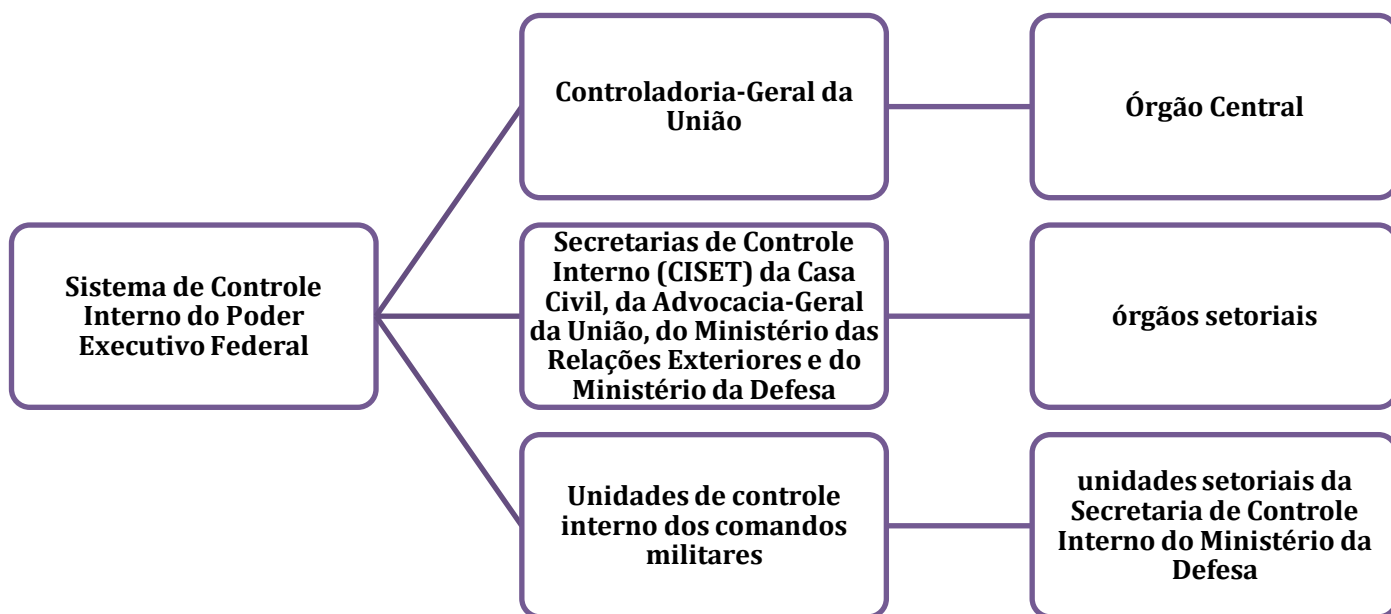 Sistema de Controle
Interno do Poder
Executivo Federal
Controladoria-Geral da
União
Órgão Central
Secretarias de Controle
Interno (CISET) da Casa
Civil, da Advocacia-Geral
da União, do Ministério das
Relações Exteriores e do
Ministério da Defesa
órgãos setoriais
Unidades de controle
interno dos comandos
militares
unidades setoriais da
Secretaria de Controle
Interno do Ministério da
Defesa